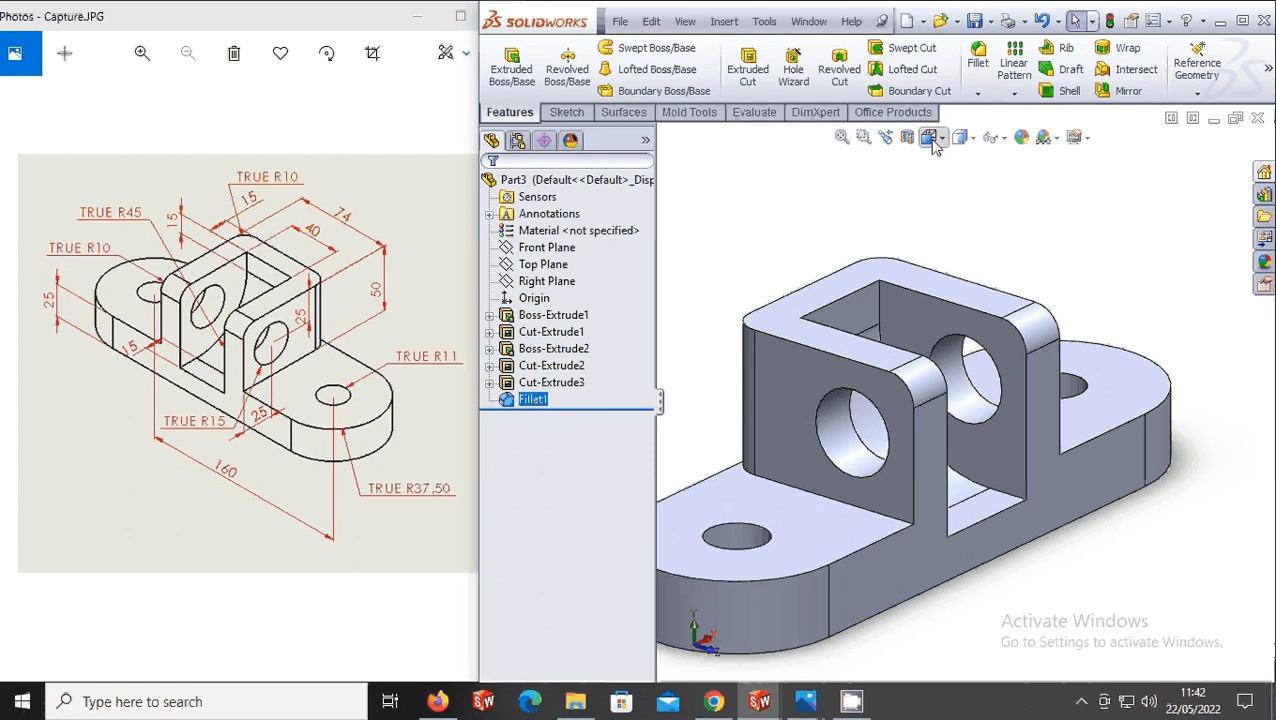 Photos - Capture.JPG
TRUE R10
15
74
TRUE R45
15
40
TRUE R10
25
50
25
15
TRUE R11
TRUE R15
25
160
TRUE R37,50
SOLIDWORKS
File Edit View Insert Tools Window Help
Extruded Boss/Base
Revolved Boss/Base
Swept Boss/Base
Lofted Boss/Base
Boundary Boss/Base
Extruded Cut
Hole Wizard
Revolved Cut
Swept Cut
Lofted Cut
Boundary Cut
Fillet
Linear Pattern
Rib
Draft
Shell
Wrap
Intersect
Mirror
Reference Geometry
Features Sketch Surfaces Mold Tools Evaluate DimXpert Office Products
Part3 (Default<<Default>_Disp
Sensors
Annotations
Material <not specified>
Front Plane
Top Plane
Right Plane
Origin
Boss-Extrude1
Cut-Extrude1
Boss-Extrude2
Cut-Extrude2
Cut-Extrude3
Fillet1
Y
X
Z
Activate Windows
Go to Settings to activate Windows.
Type here to search
11:42
22/05/2022